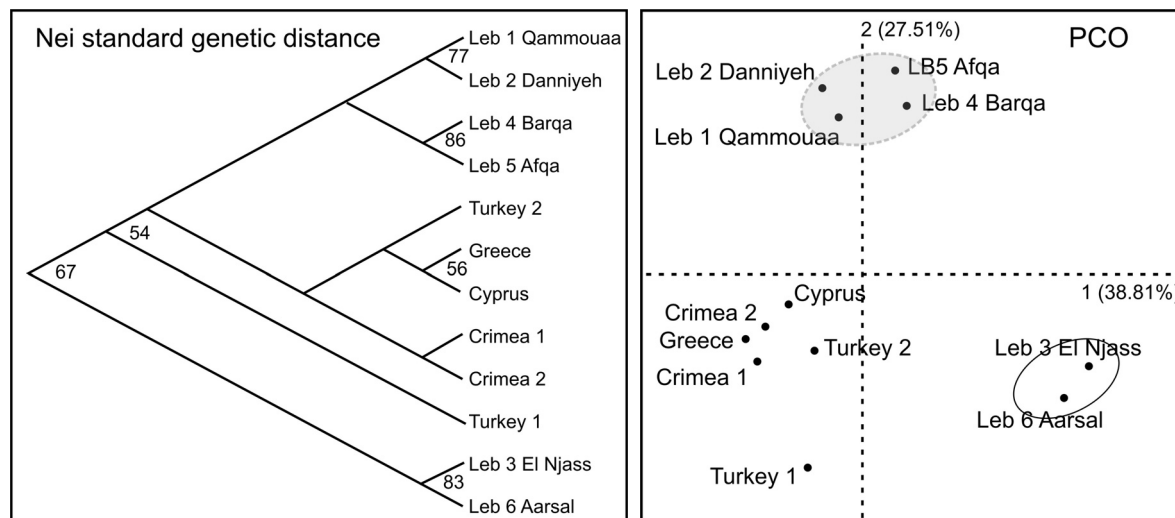 Nei standard genetic distance
Leb 1 Qammouaa
77
Leb 2 Danniyeh
Leb 4 Barqa
86
Leb 5 Afqa
Turkey 2
54
Greece
56
67
Cyprus
Crimea 1
Crimea 2
Turkey 1
Leb 3 El Njass
83
Leb 6 Aarsal
2 (27.51%)
PCO
Leb 2 Danniyeh
LB5 Afqa
Leb 4 Barqa
Leb 1 Qammouaa
1 (38.81%)
Cyprus
Crimea 2
Greece
Turkey 2
Leb 3 El Njass
Crimea 1
Leb 6 Aarsal
Turkey 1